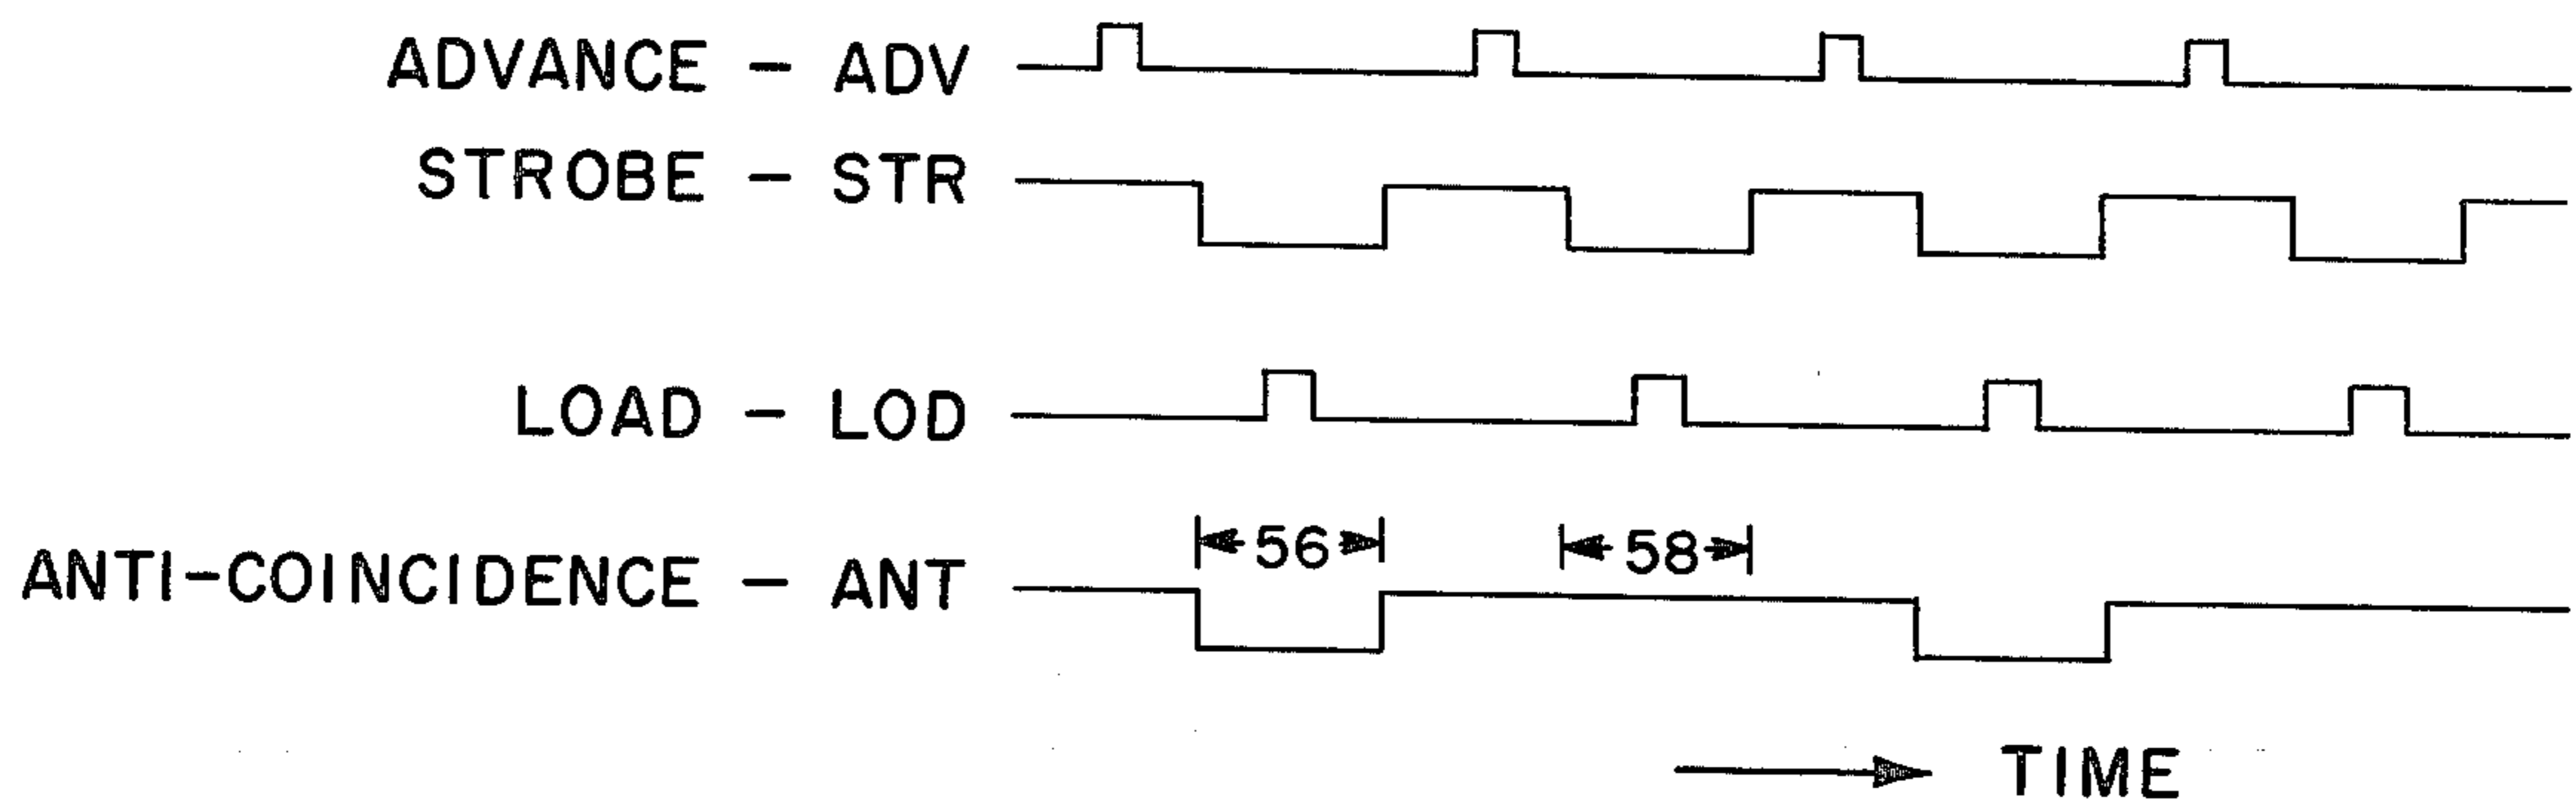 ADVANCE - ADV
STROBE - STR
LOAD - LOD
56 58
ANTI-COINCIDENCE - ANT
TIME